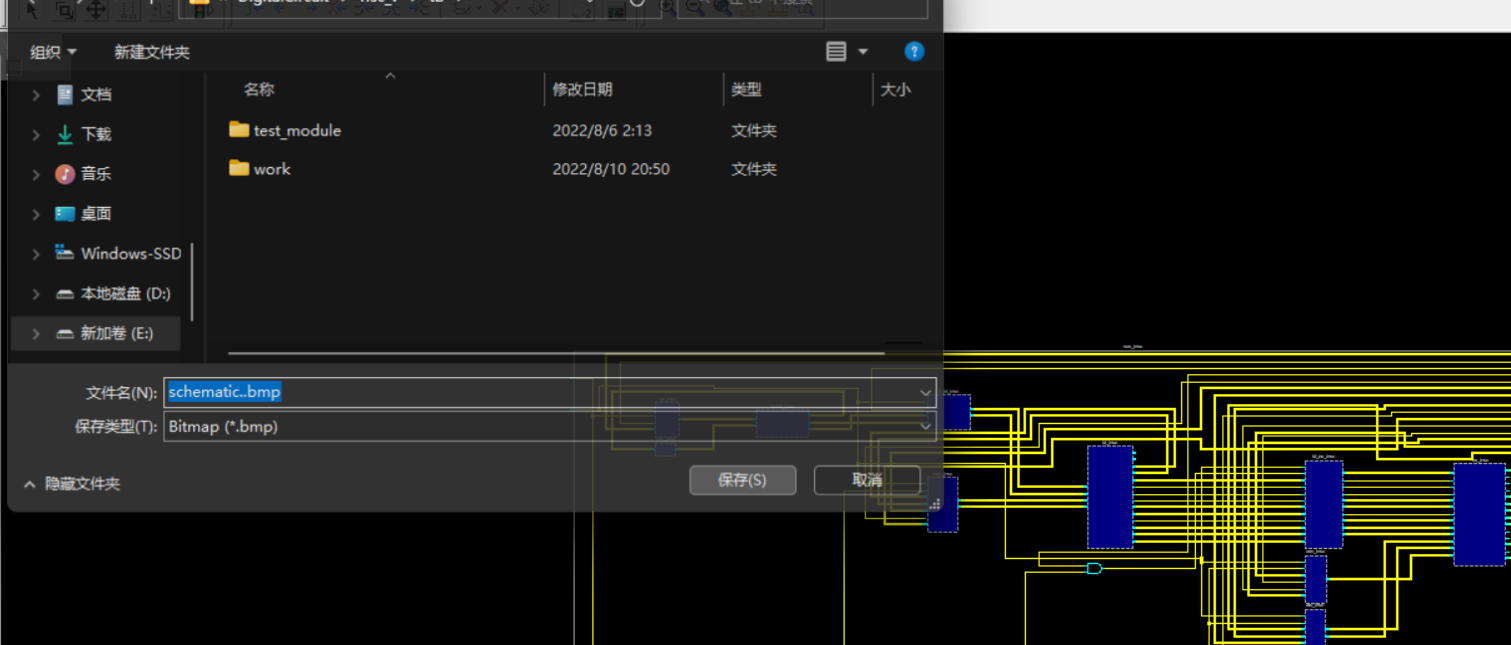 组织 新建文件夹
名称 修改日期 类型 大小
文档
下载
音乐
桌面
Windows-SSD
本地磁盘 (D:)
新加卷 (E:)
test_module 2022/8/6 2:13 文件夹
work 2022/8/10 20:50 文件夹
文件名(N): schematic..bmp
保存类型(T): Bitmap (*.bmp)
隐藏文件夹 保存(S) 取消